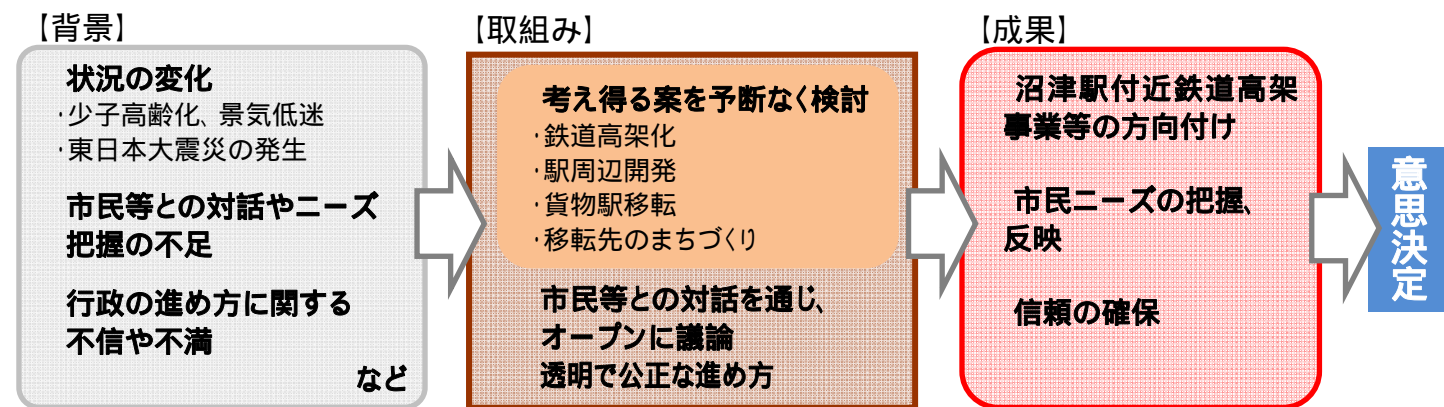 【背景】
状況の変化
・少子高齢化、景気低迷
・東日本大震災の発生
市民等との対話やニーズ
把握の不足
行政の進め方に関する
不信や不満
など
【取組み】
考え得る案を予断なく検討
・鉄道高架化
・駅周辺開発
・貨物駅移転
・移転先のまちづくり
市民等との対話を通じ、
オープンに議論
透明で公正な進め方
【成果】
沼津駅付近鉄道高架
事業等の方向付け
市民ニーズの把握、
反映
信頼の確保
意思決定